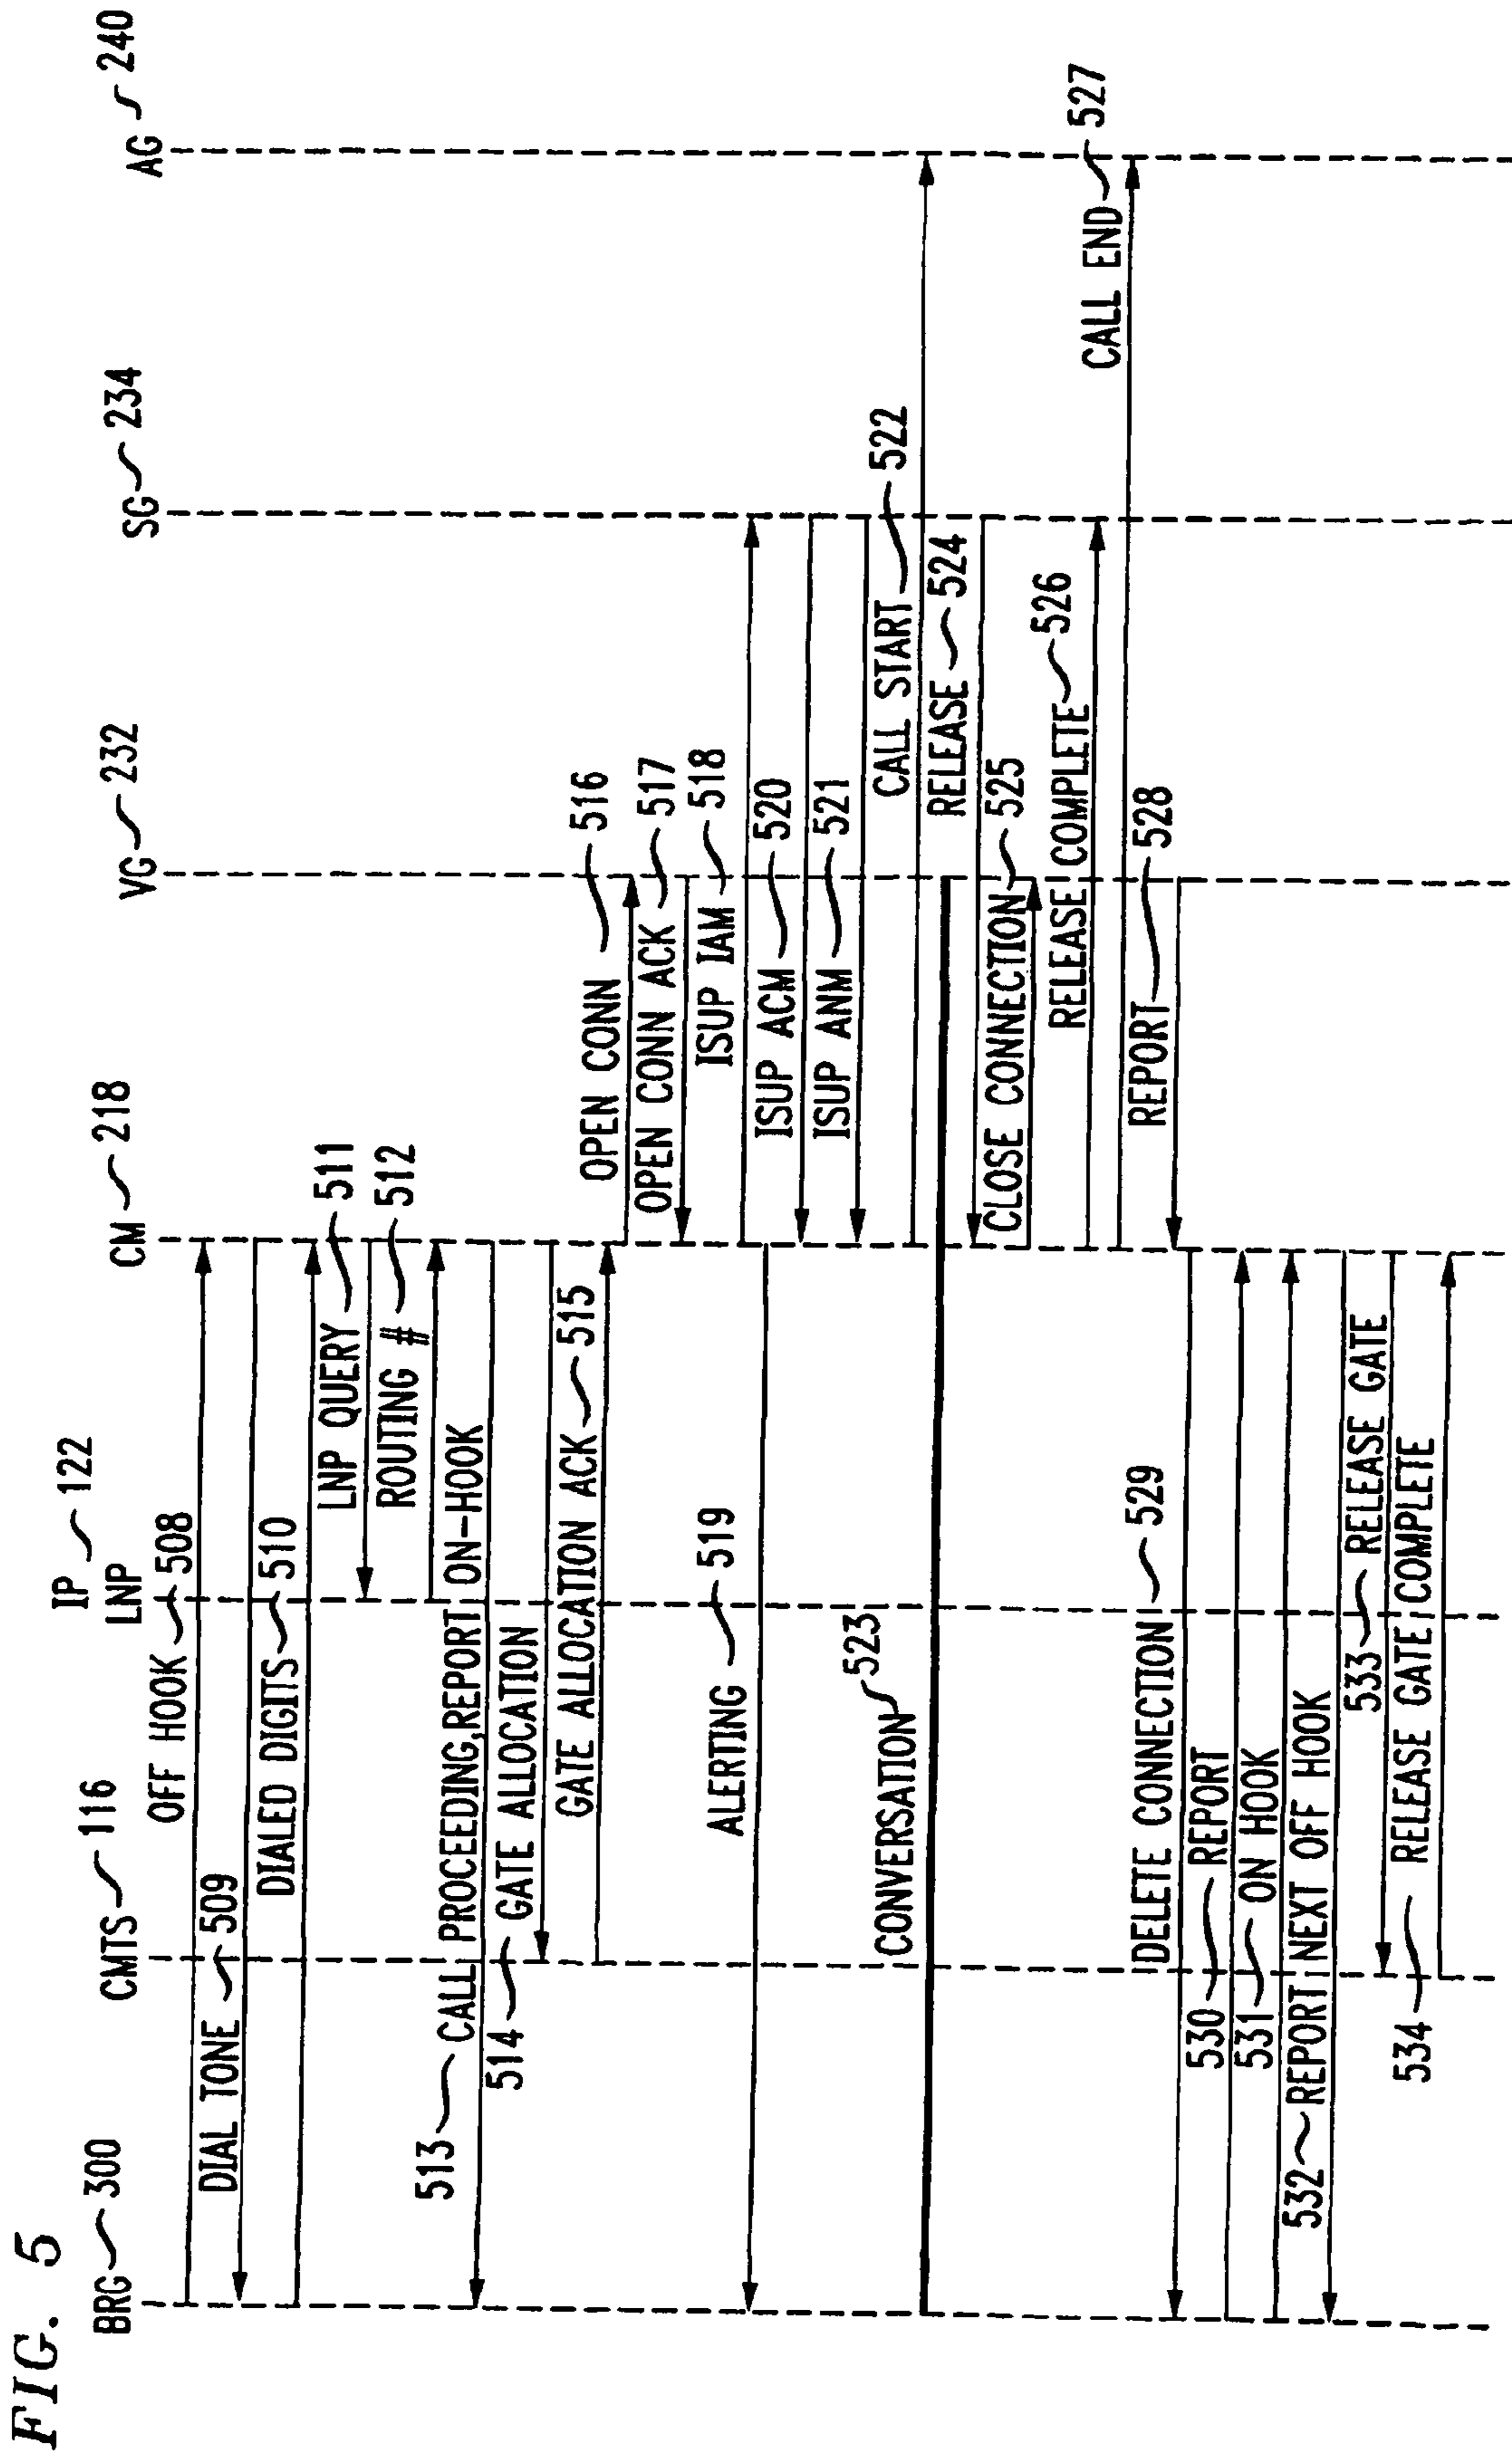 FIG. 5
BRG 300
CMTS 116
IP 122
LNP
CM 218
VG 232
SG 234
AG 240
OFF HOOK 508
DIAL TONE 509
DIALED DIGITS 510
LNP QUERY 511
ROUTING # 512
513 CALL PROCEEDING,REPORT ON-HOOK
514 GATE ALLOCATION
GATE ALLOCATION ACK 515
OPEN CONN 516
OPEN CONN ACK 517
ISUP IAM 518
ALERTING 519
ISUP ACM 520
ISUP ANM 521
CALL START 522
CONVERSATION 523
RELEASE 524
CLOSE CONNECTION 525
RELEASE COMPLETE 526
CALL END 527
REPORT 528
DELETE CONNECTION 529
530 REPORT
531 ON HOOK
532 REPORT NEXT OFF HOOK
533 RELEASE GATE
534 RELEASE GATE COMPLETE